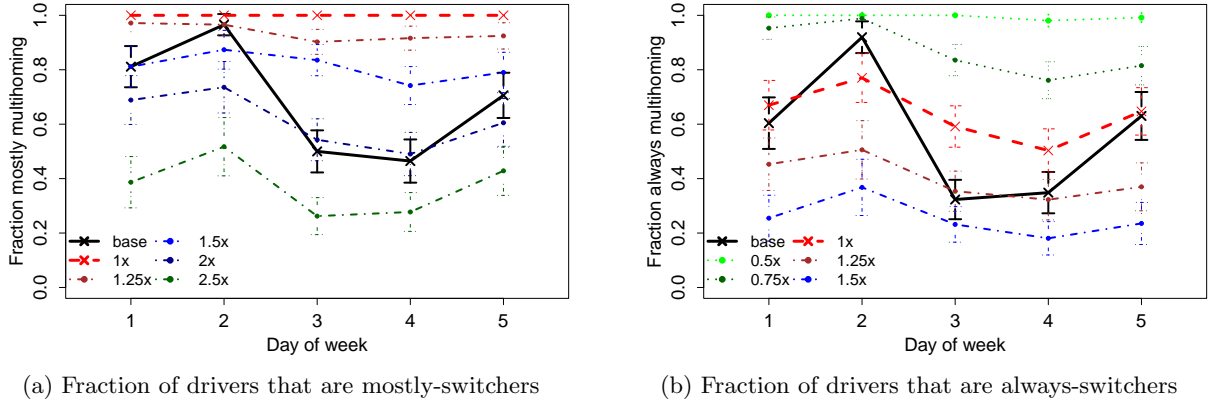 Fraction mostly multihoming
1.0
0.8
0.6
0.4
0.2
0.0
base
1x
1.25x
1.5x
2x
2.5x
1 2 3 4 5
Day of week
(a) Fraction of drivers that are mostly-switchers
Fraction always multihoming
1.0
0.8
0.6
0.4
0.2
0.0
base
0.5x
0.75x
1x
1.25x
1.5x
1 2 3 4 5
Day of week
(b) Fraction of drivers that are always-switchers